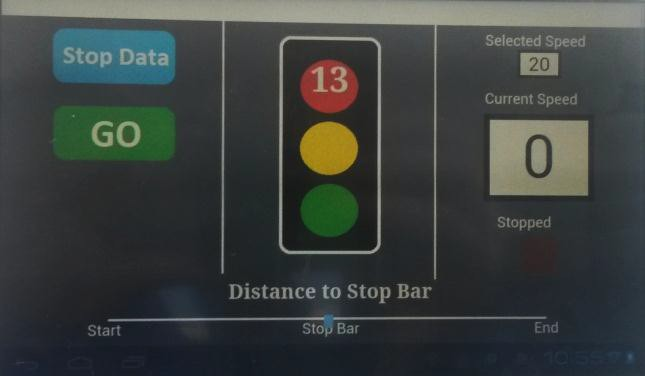 Stop Data
GO
13
Selected Speed
20
Current Speed
0
Stopped
Distance to Stop Bar
Start
Stop Bar
End